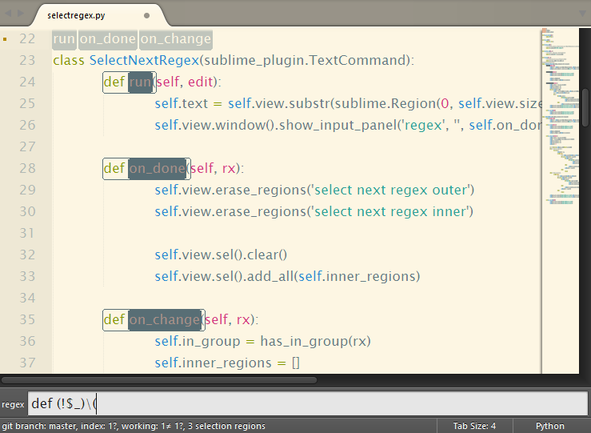 selectregex.py
22 run on_done on_change
23 class SelectNextRegex(sublime_plugin.TextCommand):
24 def run(self, edit):
25 self.text = self.view.substr(sublime.Region(0, self.view.size
26 self.view.window().show_input_panel('regex', '', self.on_don
27
28 def on_done(self, rx):
29 self.view.erase_regions('select next regex outer')
30 self.view.erase_regions('select next regex inner')
31
32 self.view.sel().clear()
33 self.view.sel().add_all(self.inner_regions)
34
35 def on_change(self, rx):
36 self.in_group = has_in_group(rx)
37 self.inner_regions = []
regex def (!$_)\(
git branch: master, index: 1?, working: 1≠ 1?, 3 selection regions Tab Size: 4 Python